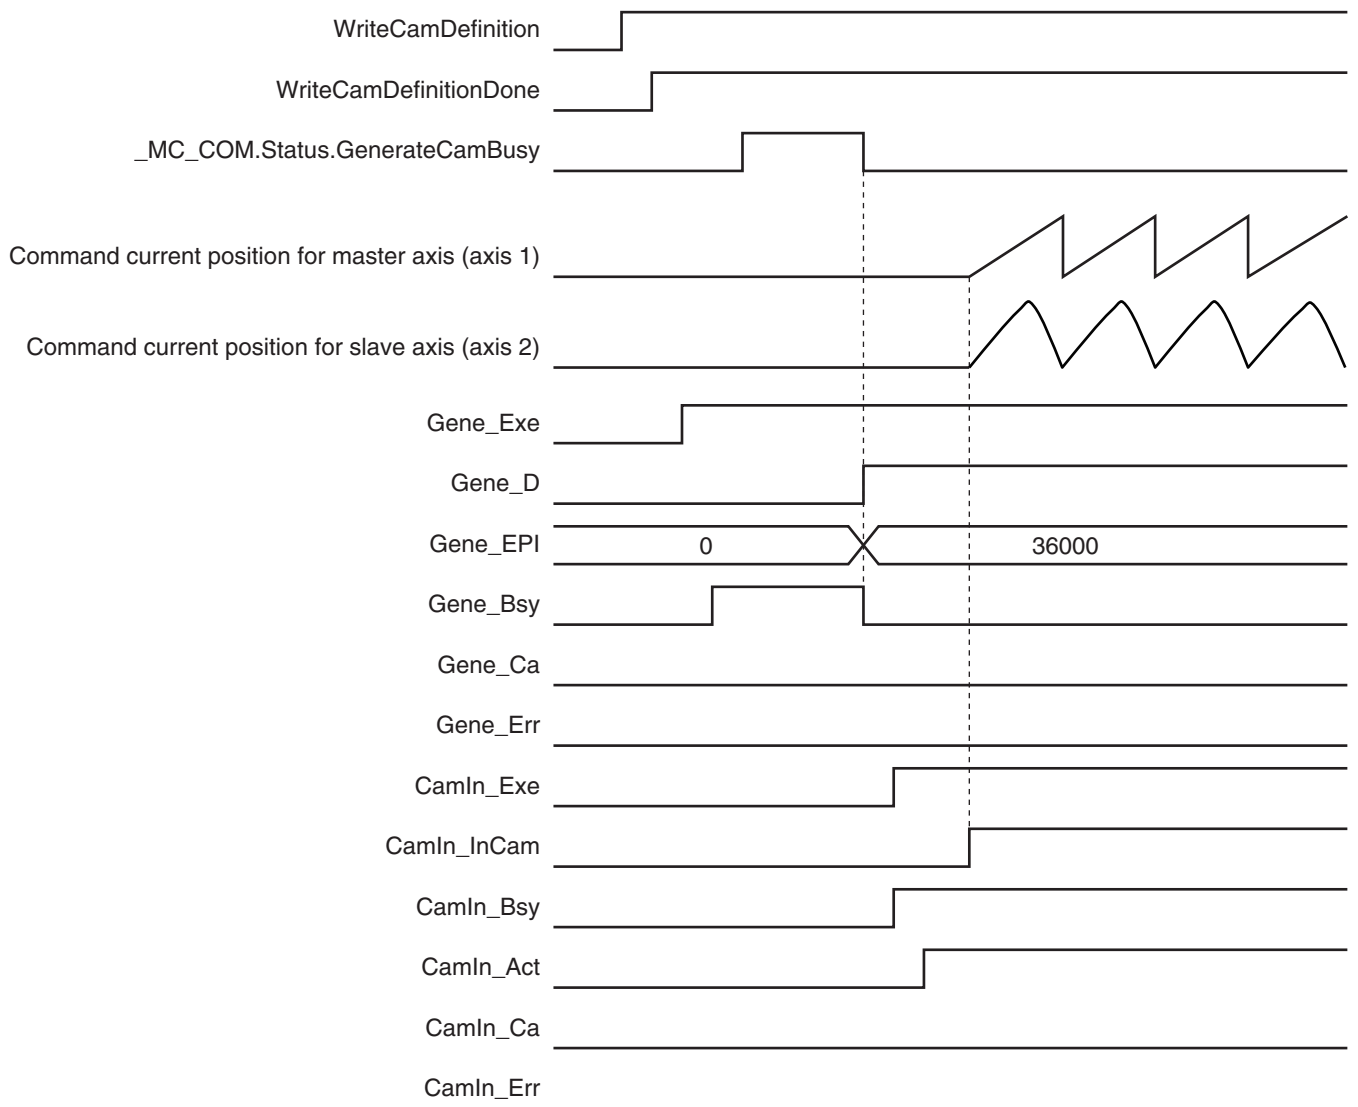 WriteCamDefinition
WriteCamDefinitionDone
_MC_COM.Status.GenerateCamBusy
Command current position for master axis (axis 1)
Command current position for slave axis (axis 2)
Gene_Exe
Gene_D
Gene_EPI 0 36000
Gene_Bsy
Gene_Ca
Gene_Err
CamIn_Exe
CamIn_InCam
CamIn_Bsy
CamIn_Act
CamIn_Ca
CamIn_Err